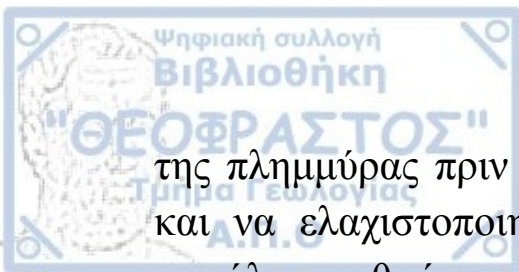 Ψηφιακή συλλογή
Βιβλιοθήκη
"ΘΕΟΦΡΑΣΤΟΣ"
της πλημμύρας πριν
Τμήμα Γεωλογίας
και να ελαχιστοποιη
Α.Π.Θ